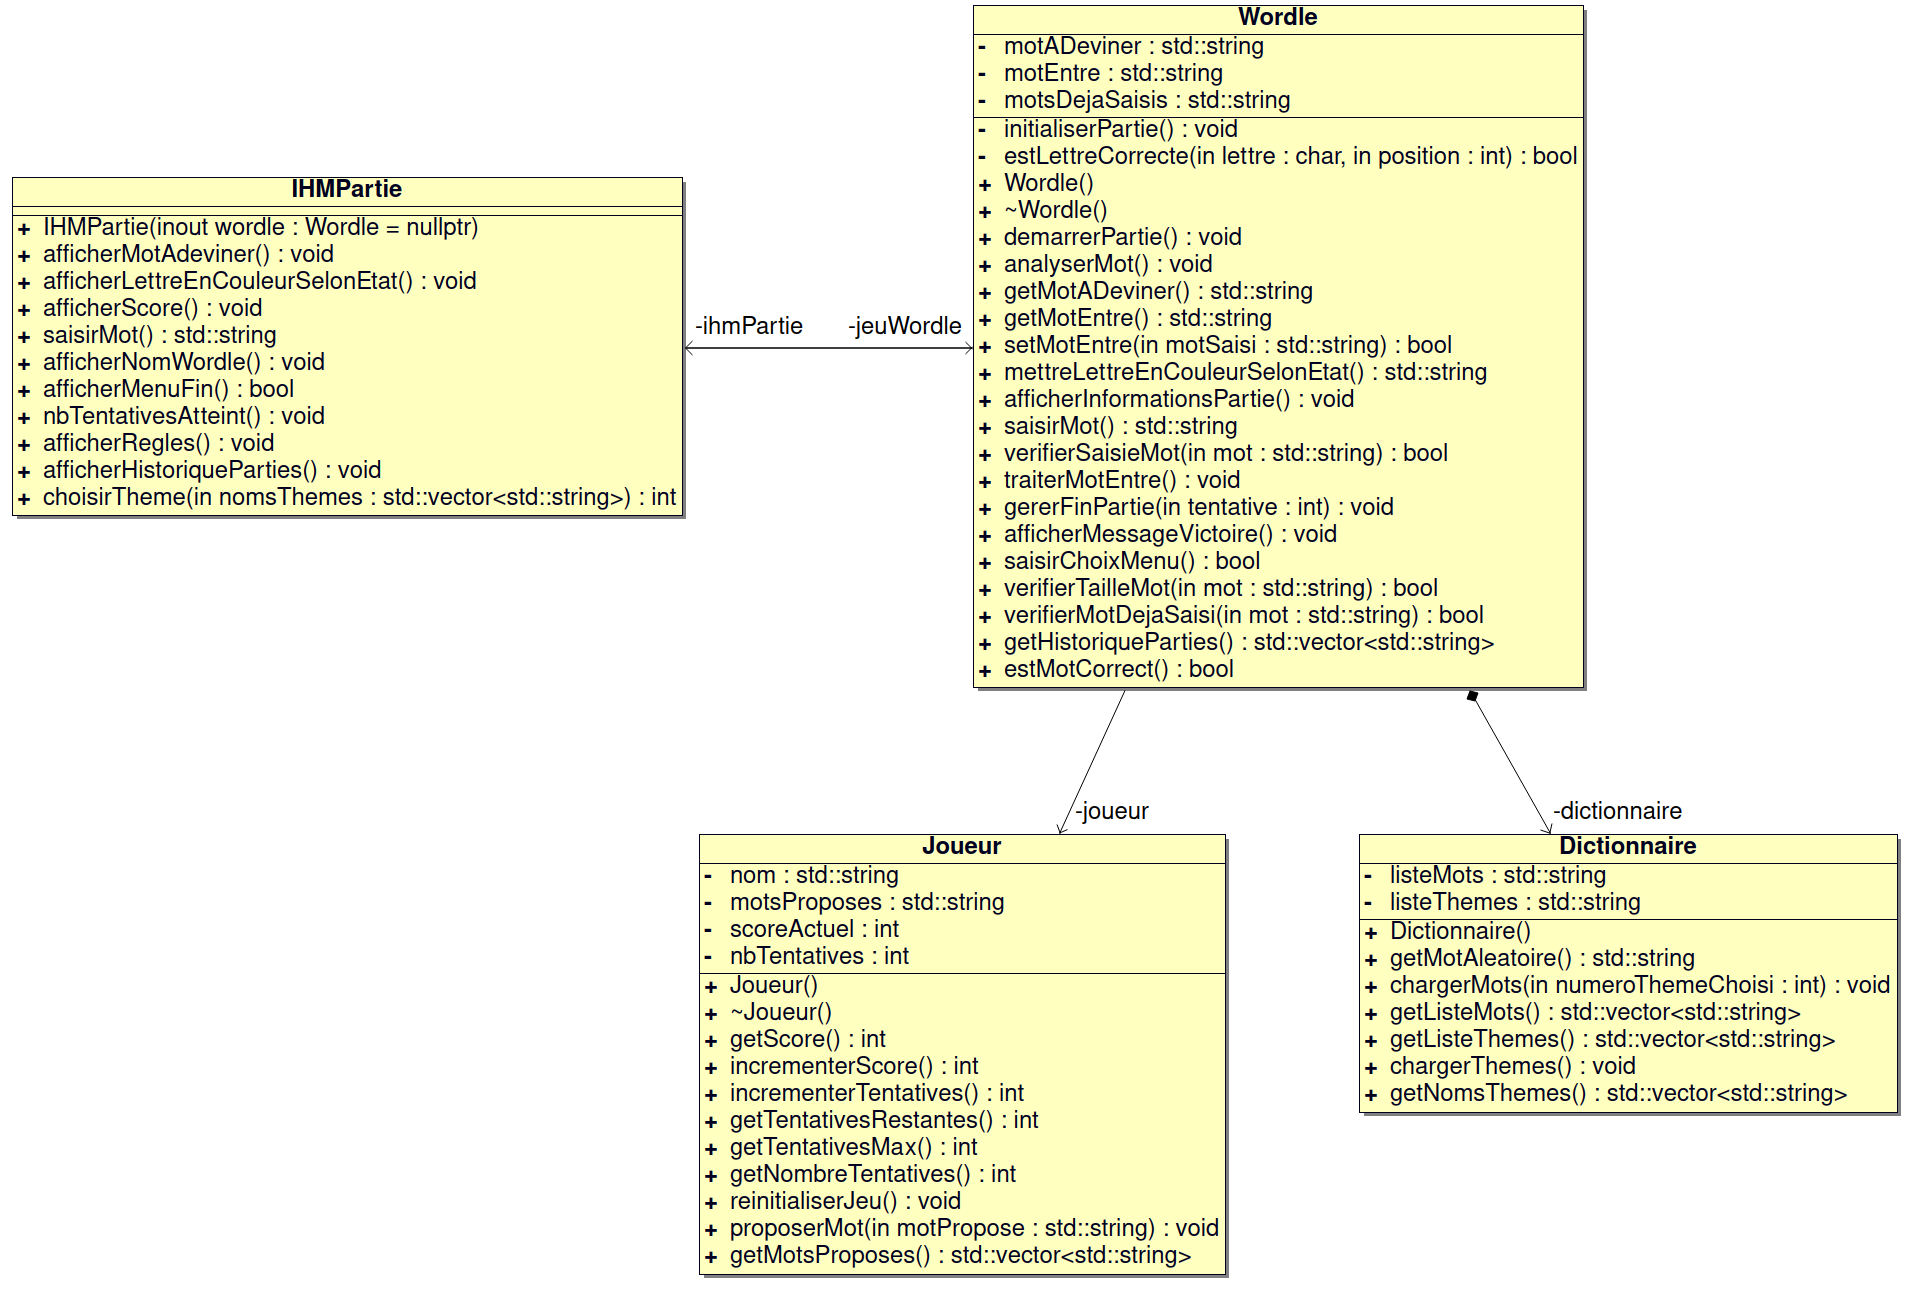 Wordle
- motADeviner : std::string
- motEntre : std::string
- motsDejaSaisis : std::string
- initialiserPartie() : void
- estLettreCorrecte(in lettre : char, in position : int) : bool
+ Wordle()
+ ~Wordle()
+ demarrerPartie() : void
+ analyserMot() : void
+ getMotADeviner() : std::string
+ getMotEntre() : std::string
+ setMotEntre(in motSaisi : std::string) : bool
+ mettreLettreEnCouleurSelonEtat() : std::string
+ afficherInformationsPartie() : void
+ saisirMot() : std::string
+ verifierSaisieMot(in mot : std::string) : bool
+ traiterMotEntre() : void
+ gererFinPartie(in tentative : int) : void
+ afficherMessageVictoire() : void
+ saisirChoixMenu() : bool
+ verifierTailleMot(in mot : std::string) : bool
+ verifierMotDejaSaisi(in mot : std::string) : bool
+ getHistoriqueParties() : std::vector<std::string>
+ estMotCorrect() : bool
IHMPartie
+ IHMPartie(inout wordle : Wordle = nullptr)
+ afficherMotAdeviner() : void
+ afficherLettreEnCouleurSelonEtat() : void
+ afficherScore() : void
+ saisirMot() : std::string
+ afficherNomWordle() : void
+ afficherMenuFin() : bool
+ nbTentativesAtteint() : void
+ afficherRegles() : void
+ afficherHistoriqueParties() : void
+ choisirTheme(in nomsThemes : std::vector<std::string>) : int
-ihmPartie
-jeuWordle
-joueur
-dictionnaire
Joueur
- nom : std::string
- motsProposes : std::string
- scoreActuel : int
- nbTentatives : int
+ Joueur()
+ ~Joueur()
+ getScore() : int
+ incrementerScore() : int
+ incrementerTentatives() : int
+ getTentativesRestantes() : int
+ getTentativesMax() : int
+ getNombreTentatives() : int
+ reinitialiserJeu() : void
+ proposerMot(in motPropose : std::string) : void
+ getMotsProposes() : std::vector<std::string>
Dictionnaire
- listeMots : std::string
- listeThemes : std::string
+ Dictionnaire()
+ getMotAleatoire() : std::string
+ chargerMots(in numeroThemeChoisi : int) : void
+ getListeMots() : std::vector<std::string>
+ getListeThemes() : std::vector<std::string>
+ chargerThemes() : void
+ getNomsThemes() : std::vector<std::string>